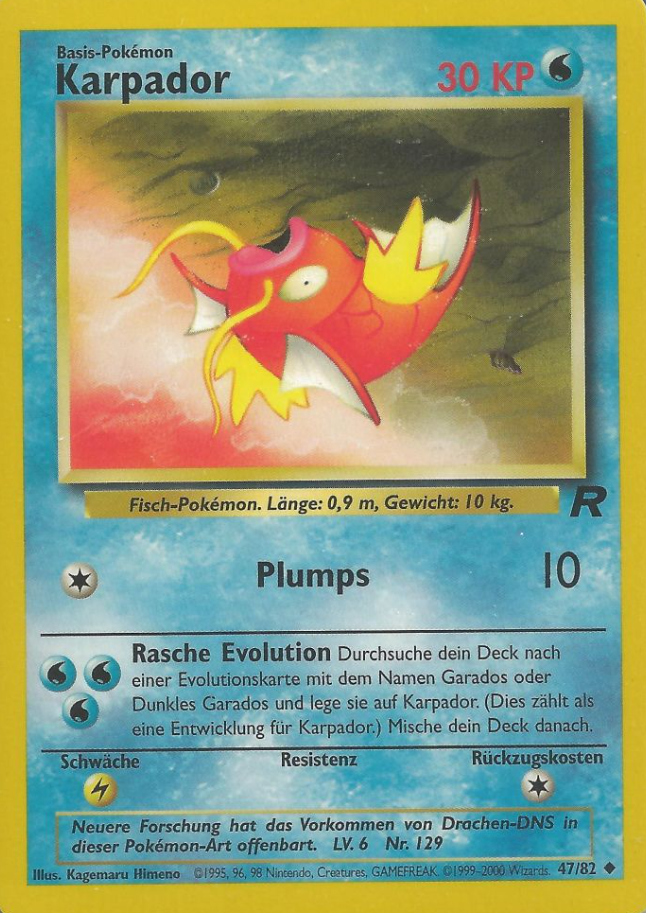 Basis-Pokémon
Karpador 30 KP
Fisch-Pokémon. Länge: 0,9 m, Gewicht: 10 kg.
R
Plumps 10
Rasche Evolution Durchsuche dein Deck nach
einer Evolutionskarte mit dem Namen Garados oder
Dunkles Garados und lege sie auf Karpador. (Dies zählt als
eine Entwicklung für Karpador.) Mische dein Deck danach.
Schwäche Resistenz Rückzugskosten
Neuere Forschung hat das Vorkommen von Drachen-DNS in
dieser Pokémon-Art offenbart. LV. 6 Nr. 129
Illus. Kagemaru Himeno ©1995, 96, 98 Nintendo, Creatures, GAMEFREAK. ©1999-2000 Wizards. 47/82